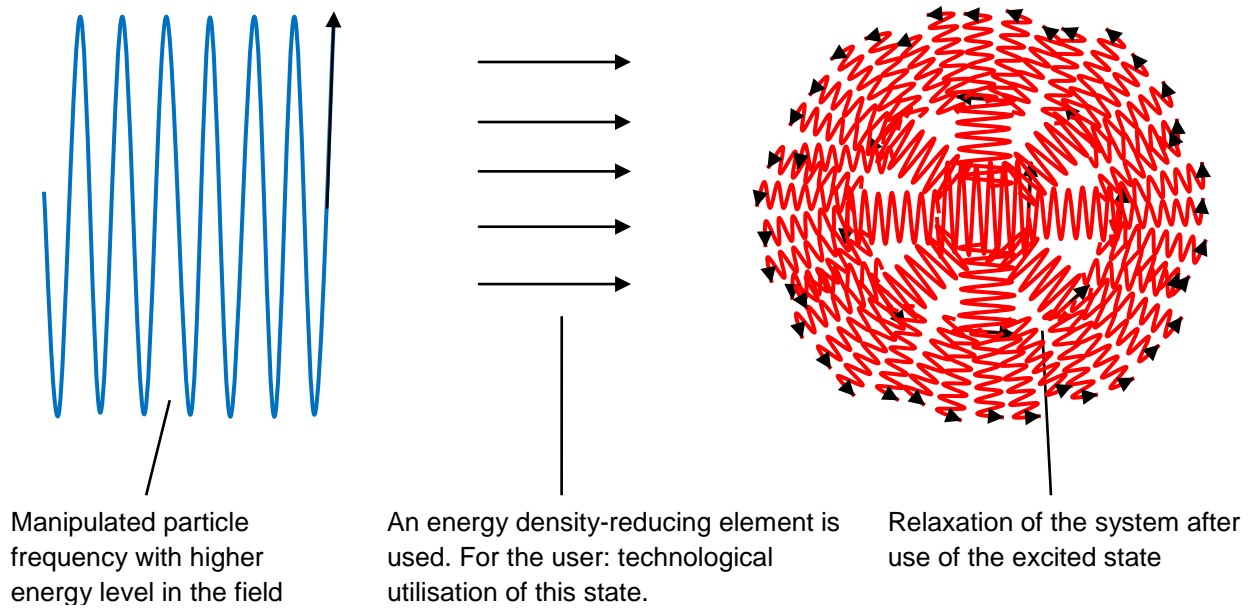 Manipulated particle
frequency with higher
energy level in the field
An energy density-reducing element is
used. For the user: technological
utilisation of this state.
Relaxation of the system after
use of the excited state